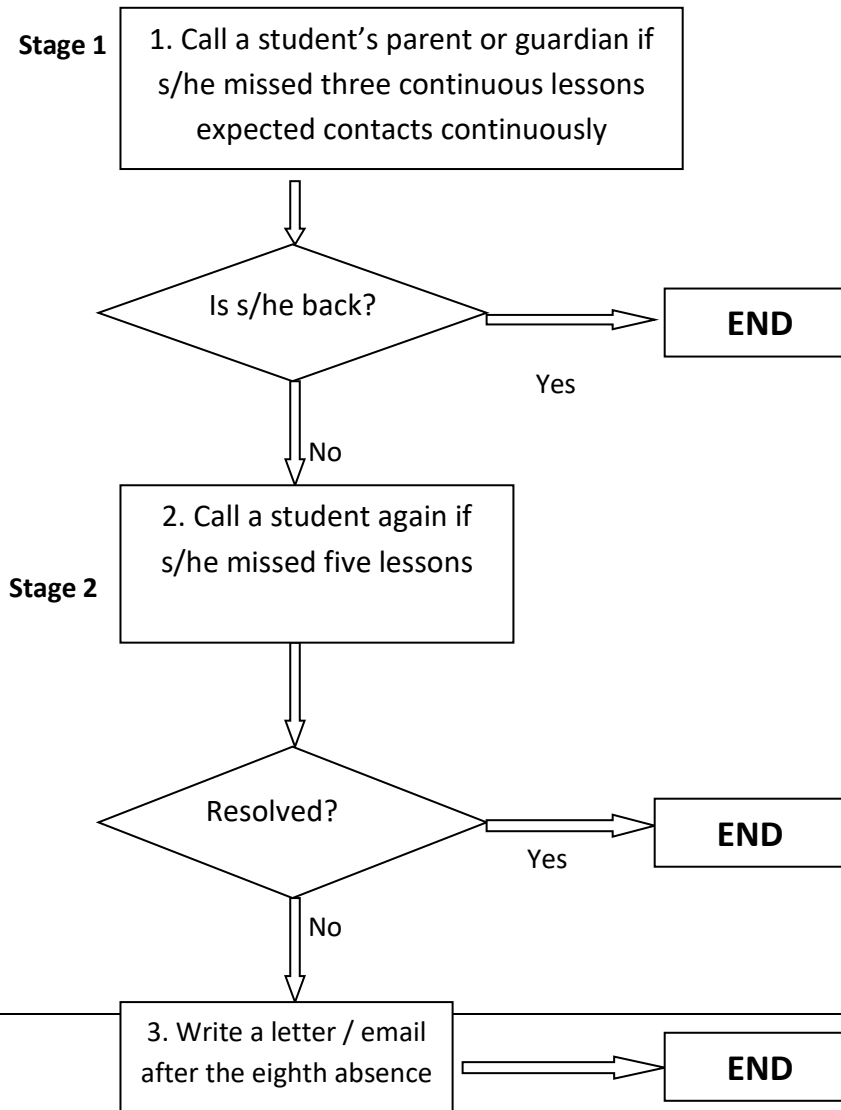 Stage 1
1. Call a student’s parent or guardian if
s/he missed three continuous lessons
expected contacts continuously
Is s/he back?
END
Yes
No
2. Call a student again if
s/he missed five lessons
Stage 2
Resolved?
END
Yes
No
3. Write a letter / email
after the eighth absence
END